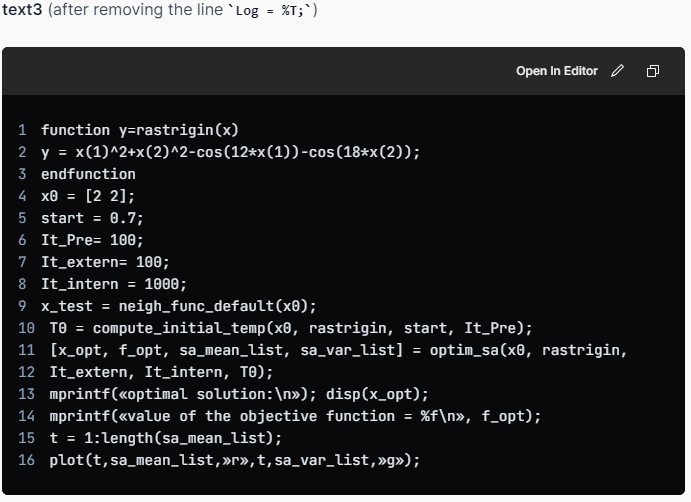 text3 (after removing the line `Log = %T;`)
Open In Editor
1 function y=rastrigin(x)
2 y = x(1)^2+x(2)^2-cos(12*x(1))-cos(18*x(2));
3 endfunction
4 x0 = [2 2];
5 start = 0.7;
6 It_Pre= 100;
7 It_extern= 100;
8 It_intern = 1000;
9 x_test = neigh_func_default(x0);
10 T0 = compute_initial_temp(x0, rastrigin, start, It_Pre);
11 [x_opt, f_opt, sa_mean_list, sa_var_list] = optim_sa(x0, rastrigin,
12 It_extern, It_intern, T0);
13 mprintf(«optimal solution:\n»); disp(x_opt);
14 mprintf(«value of the objective function = %f\n», f_opt);
15 t = 1:length(sa_mean_list);
16 plot(t,sa_mean_list,»r»,t,sa_var_list,»g»);